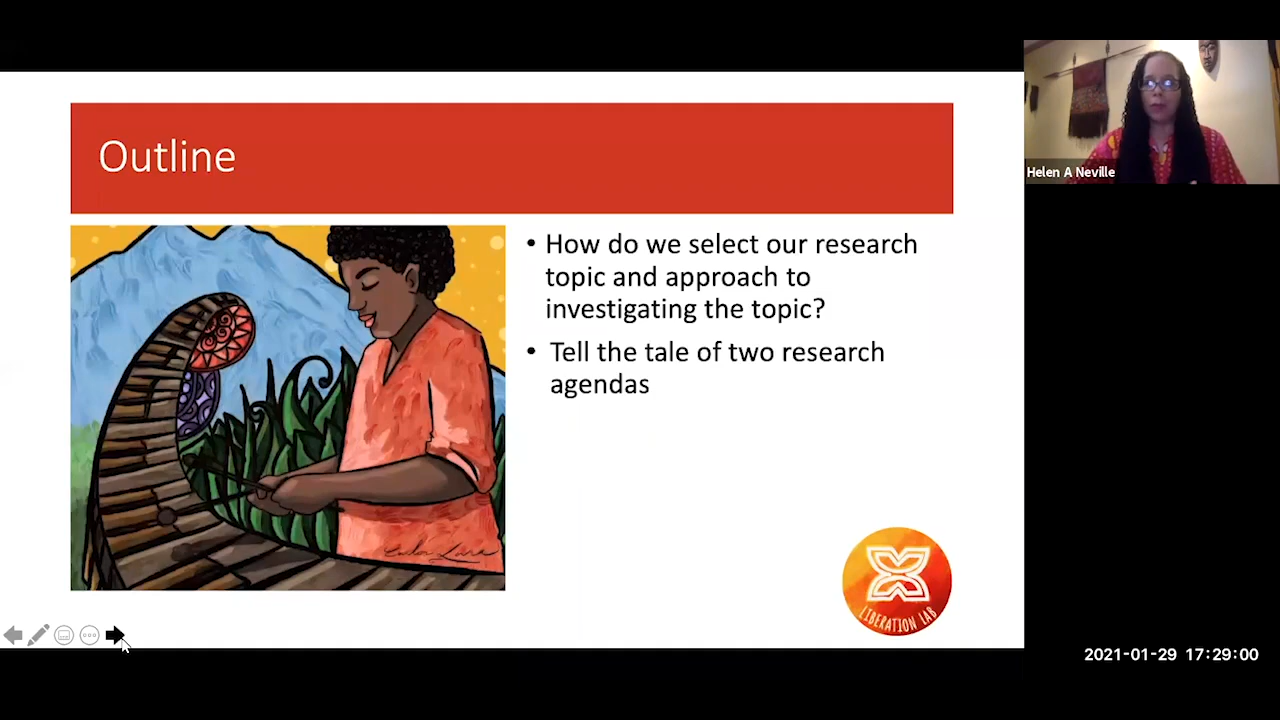 Outline
• How do we select our research
topic and approach to
investigating the topic?
• Tell the tale of two research
agendas
LIBERATION LAB
Helen A Neville
2021-01-29 17:29:00